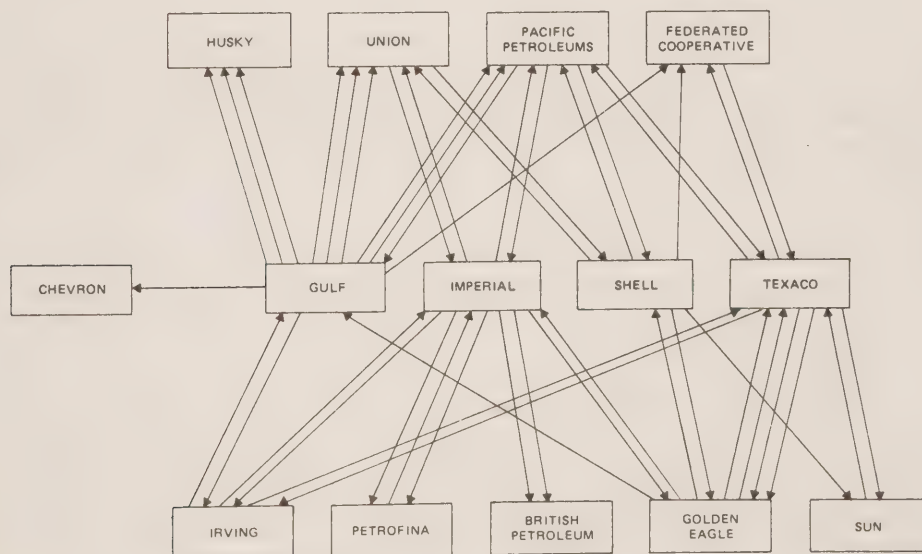 HUSKY
UNION
PACIFIC
PETROLEUMS
FEDERATED
COOPERATIVE
CHEVRON
GULF
IMPERIAL
SHELL
TEXACO
IRVING
PETROFINA
BRITISH
PETROLEUM
GOLDEN
EAGLE
SUN